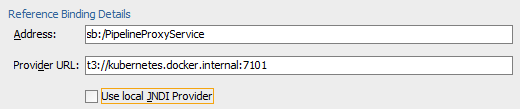 Reference Binding Details
Address: sb:/PipelineProxyService
Provider URL: t3://kubernetes.docker.internal:7101
Use local JNDI Provider